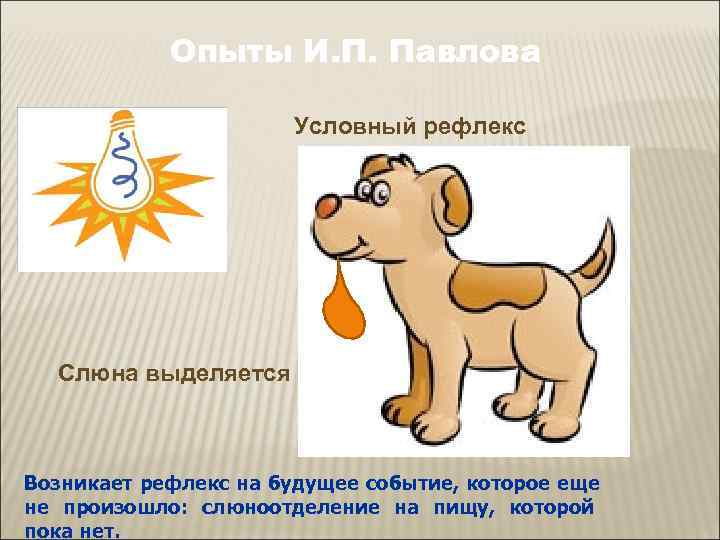 Опыты И.П. Павлова
Условный рефлекс
Слюна выделяется
Возникает рефлекс на будущее событие, которое еще
не произошло: слюноотделение на пищу, которой
пока нет.